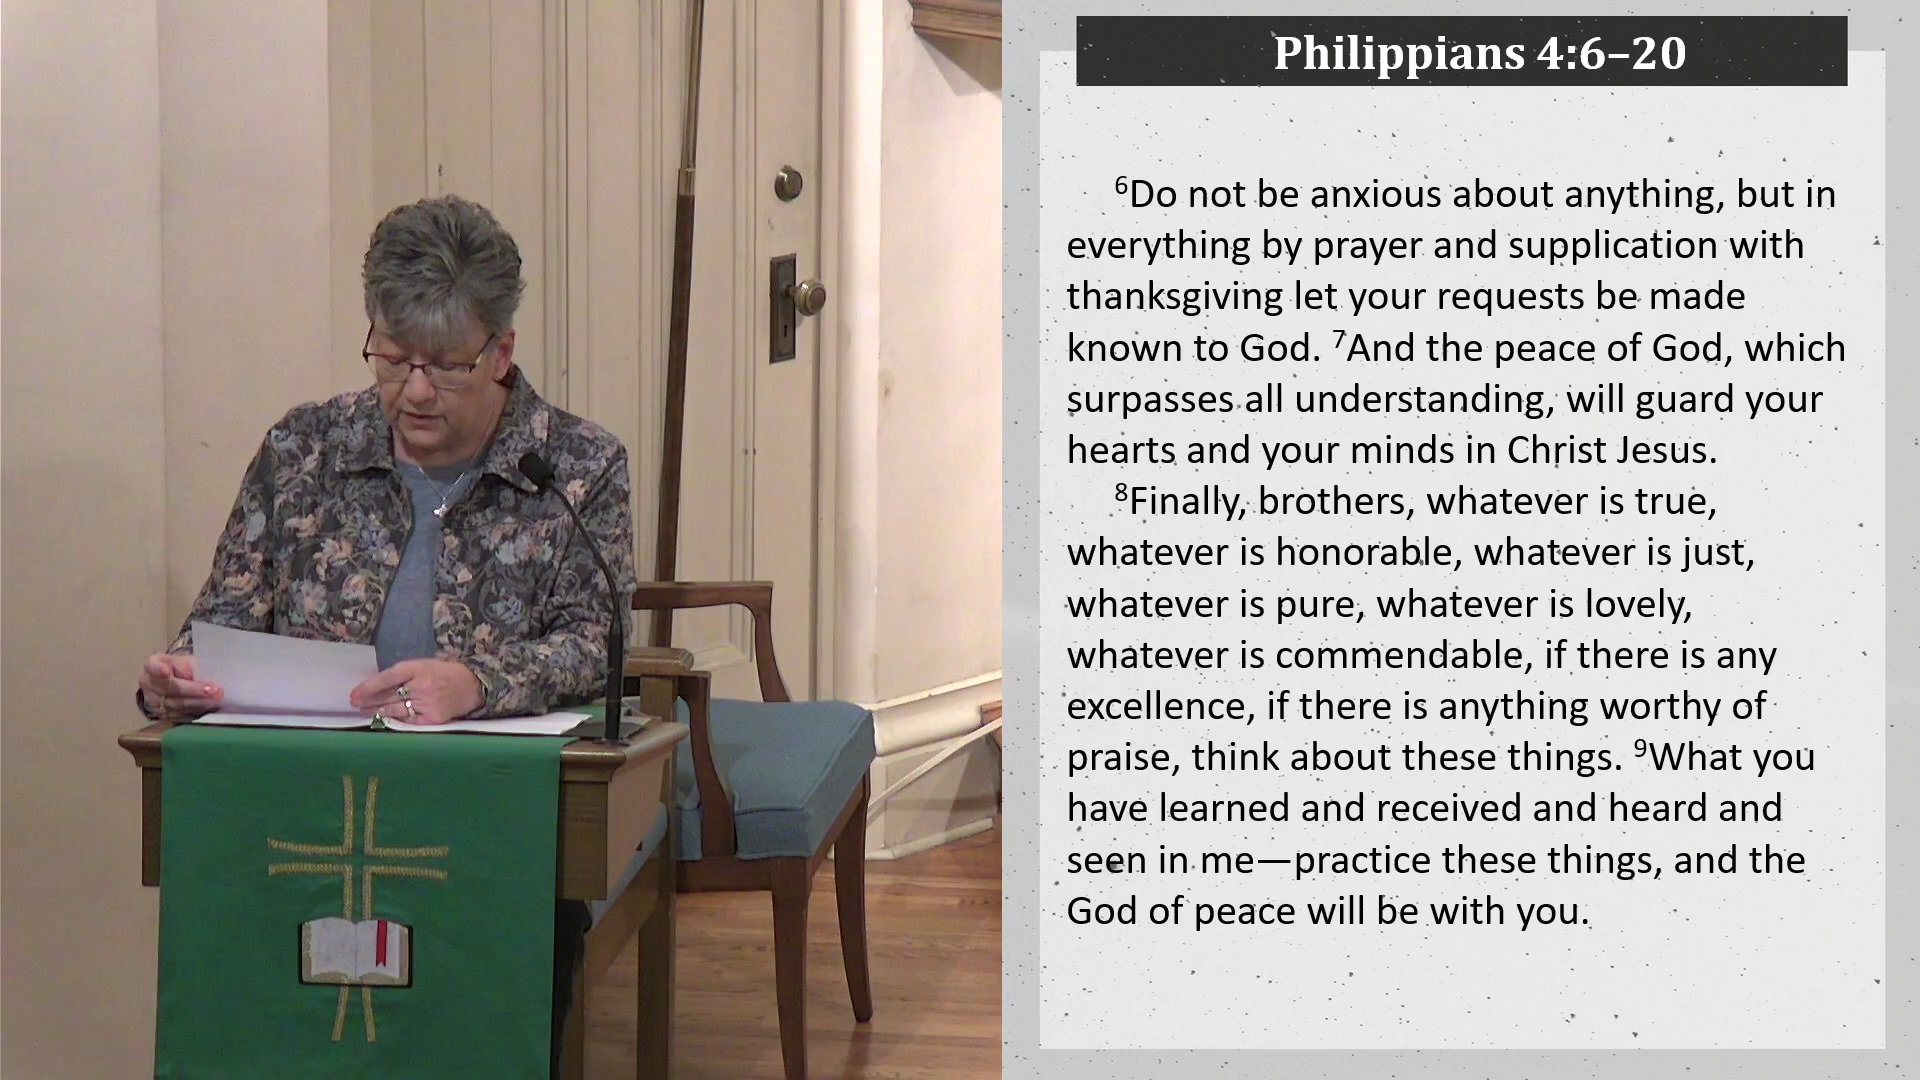 Philippians 4:6–20
⁶Do not be anxious about anything, but in
everything by prayer and supplication with
thanksgiving let your requests be made
known to God. ⁷And the peace of God, which
surpasses all understanding, will guard your
hearts and your minds in Christ Jesus.
⁸Finally, brothers, whatever is true,
whatever is honorable, whatever is just,
whatever is pure, whatever is lovely,
whatever is commendable, if there is any
excellence, if there is anything worthy of
praise, think about these things. ⁹What you
have learned and received and heard and
seen in me—practice these things, and the
God of peace will be with you.